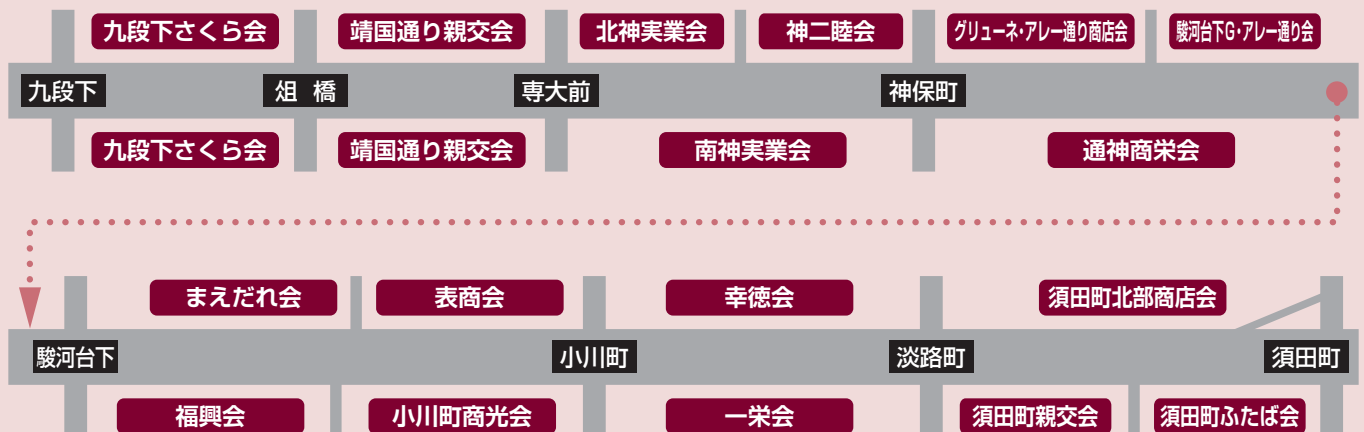 九段下さくら会
靖国通り親交会
北神実業会
神二睦会
グリューネ・アレー通り商店会
駿河台下G・アレー通り会
九段下
俎 橋
専大前
神保町
九段下さくら会
靖国通り親交会
南神実業会
通神商栄会
まえだれ会
表商会
幸徳会
須田町北部商店会
駿河台下
小川町
淡路町
須田町
福興会
小川町商光会
一栄会
須田町親交会
須田町ふたば会